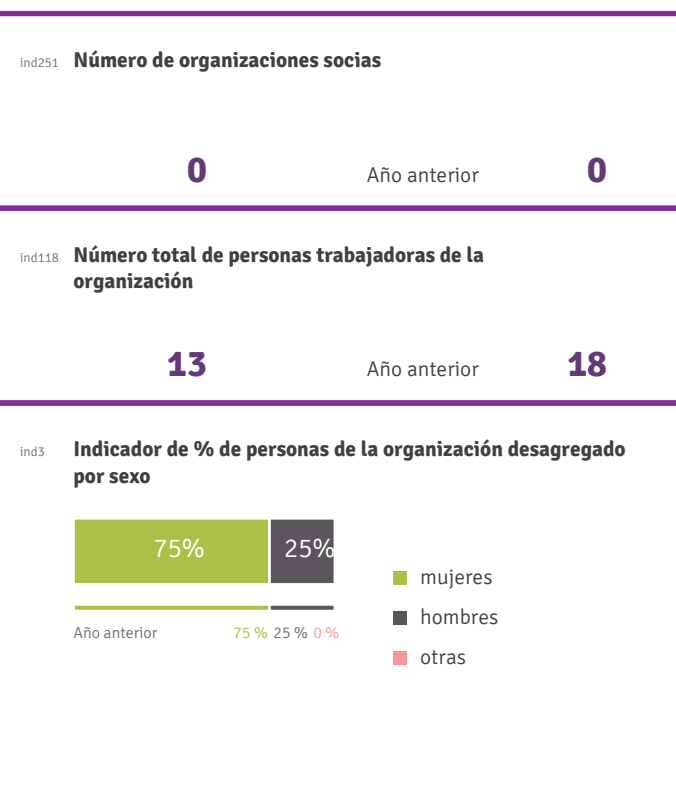 ind251 Número de organizaciones socias
0 Año anterior 0
ind118 Número total de personas trabajadoras de la
organización
13 Año anterior 18
ind3 Indicador de % de personas de la organización desagregado
por sexo
75% 25%
mujeres
hombres
Año anterior 75 % 25 % 0 %
otras